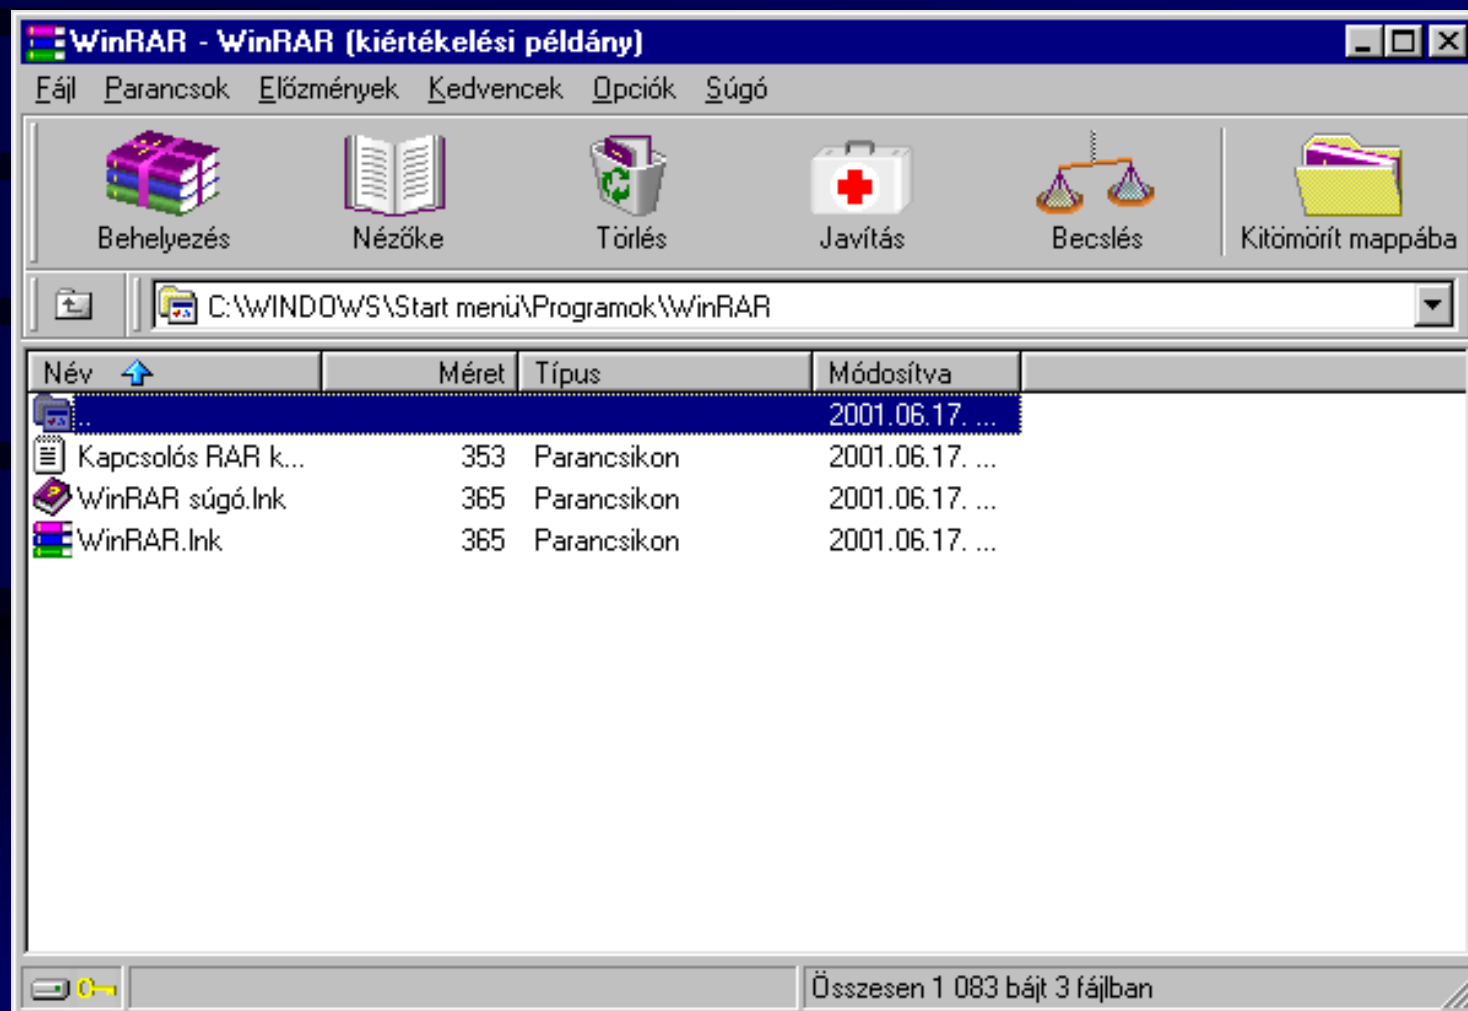 WinRAR - WinRAR (kiértékelési példány)
Fájl Parancsok Előzmények Kedvencek Opciók Súgó
Behelyezés Nézőke Törlés Javítás Becslés Kitömörít mappába
C:\WINDOWS\Start menü\Programok\WinRAR
Név Méret Típus Módosítva
.. 2001.06.17. ...
Kapcsolós RAR k... 353 Parancsikon 2001.06.17. ...
WinRAR súgó.lnk 365 Parancsikon 2001.06.17. ...
WinRAR.lnk 365 Parancsikon 2001.06.17. ...
Összesen 1 083 bájt 3 fájlban